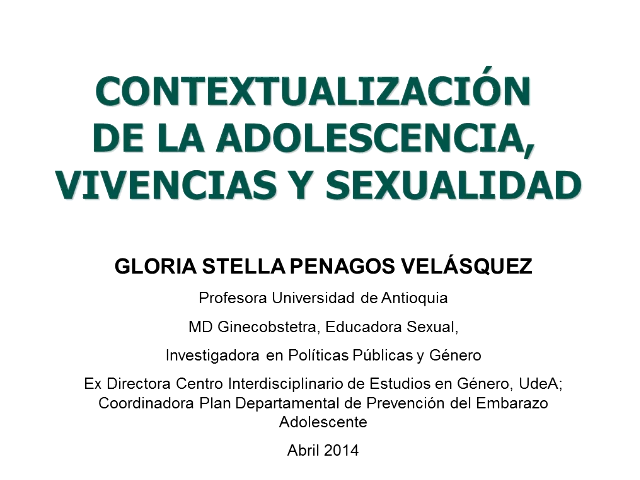 CONTEXTUALIZACIÓN
DE LA ADOLESCENCIA,
VIVENCIAS Y SEXUALIDAD
GLORIA STELLA PENAGOS VELÁSQUEZ
Profesora Universidad de Antioquia
MD Ginecobstetra, Educadora Sexual,
Investigadora en Políticas Públicas y Género
Ex Directora Centro Interdisciplinario de Estudios en Género, UdeA;
Coordinadora Plan Departamental de Prevención del Embarazo
Adolescente
Abril 2014